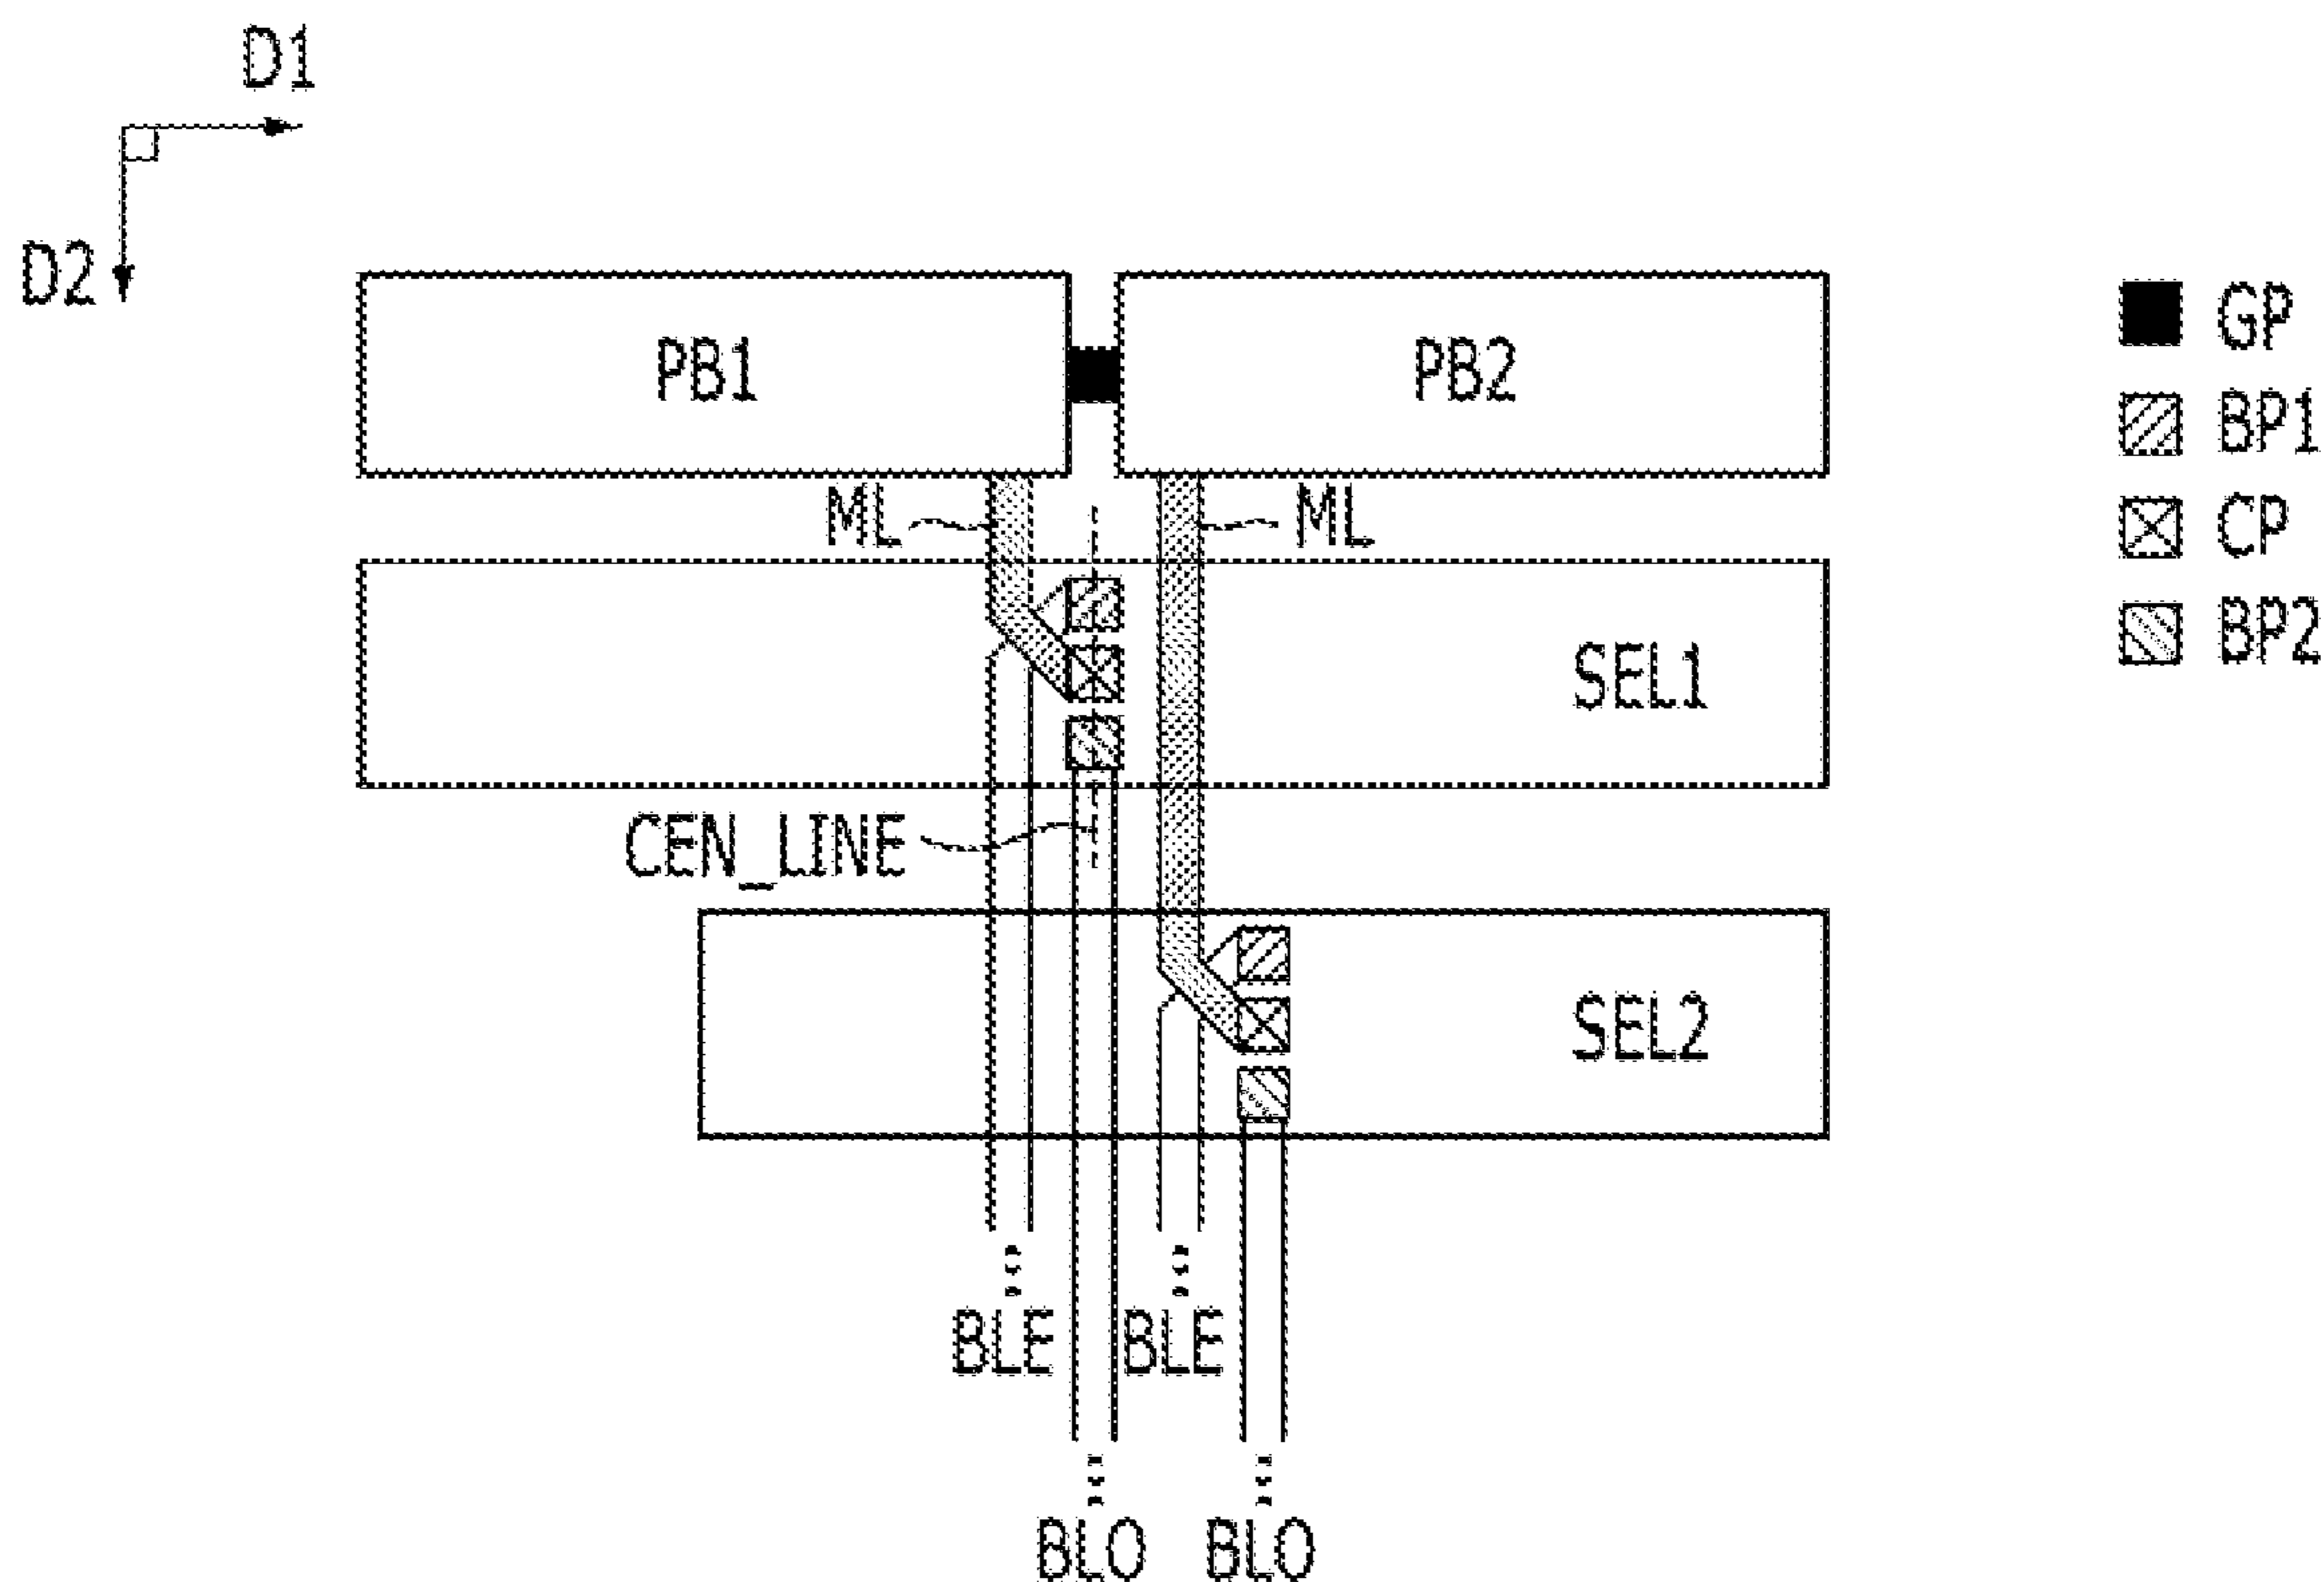 D1
D2
PB1
PB2
GP
BP1
CP
BP2
ML
ML
SEL1
CEN_LINE
SEL2
BLE
BLE
BLO
BLO